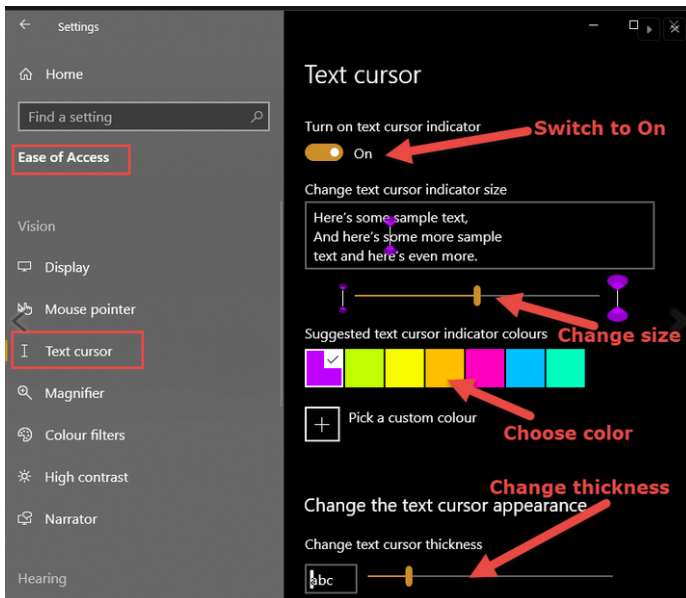 Settings
Home
Find a setting
Ease of Access
Vision
Display
Mouse pointer
Text cursor
Magnifier
Colour filters
High contrast
Narrator
Hearing
Text cursor
Turn on text cursor indicator
Switch to On
On
Change text cursor indicator size
Here's some sample text,
And here's some more sample
text and here's even more.
Change size
Suggested text cursor indicator colours
Pick a custom colour
Choose color
Change thickness
Change the text cursor appearance
Change text cursor thickness
abc